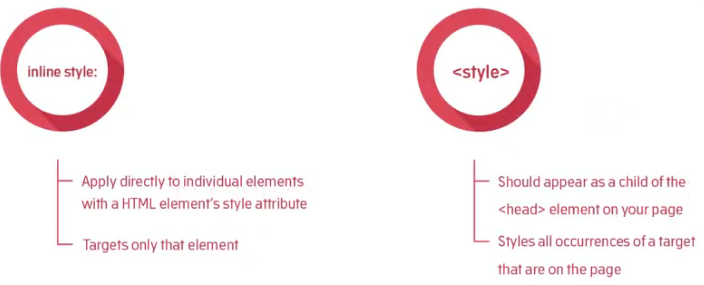 inline style:
Apply directly to individual elements
with a HTML element's style attribute
Targets only that element
<style>
Should appear as a child of the
<head> element on your page
Styles all occurrences of a target
that are on the page